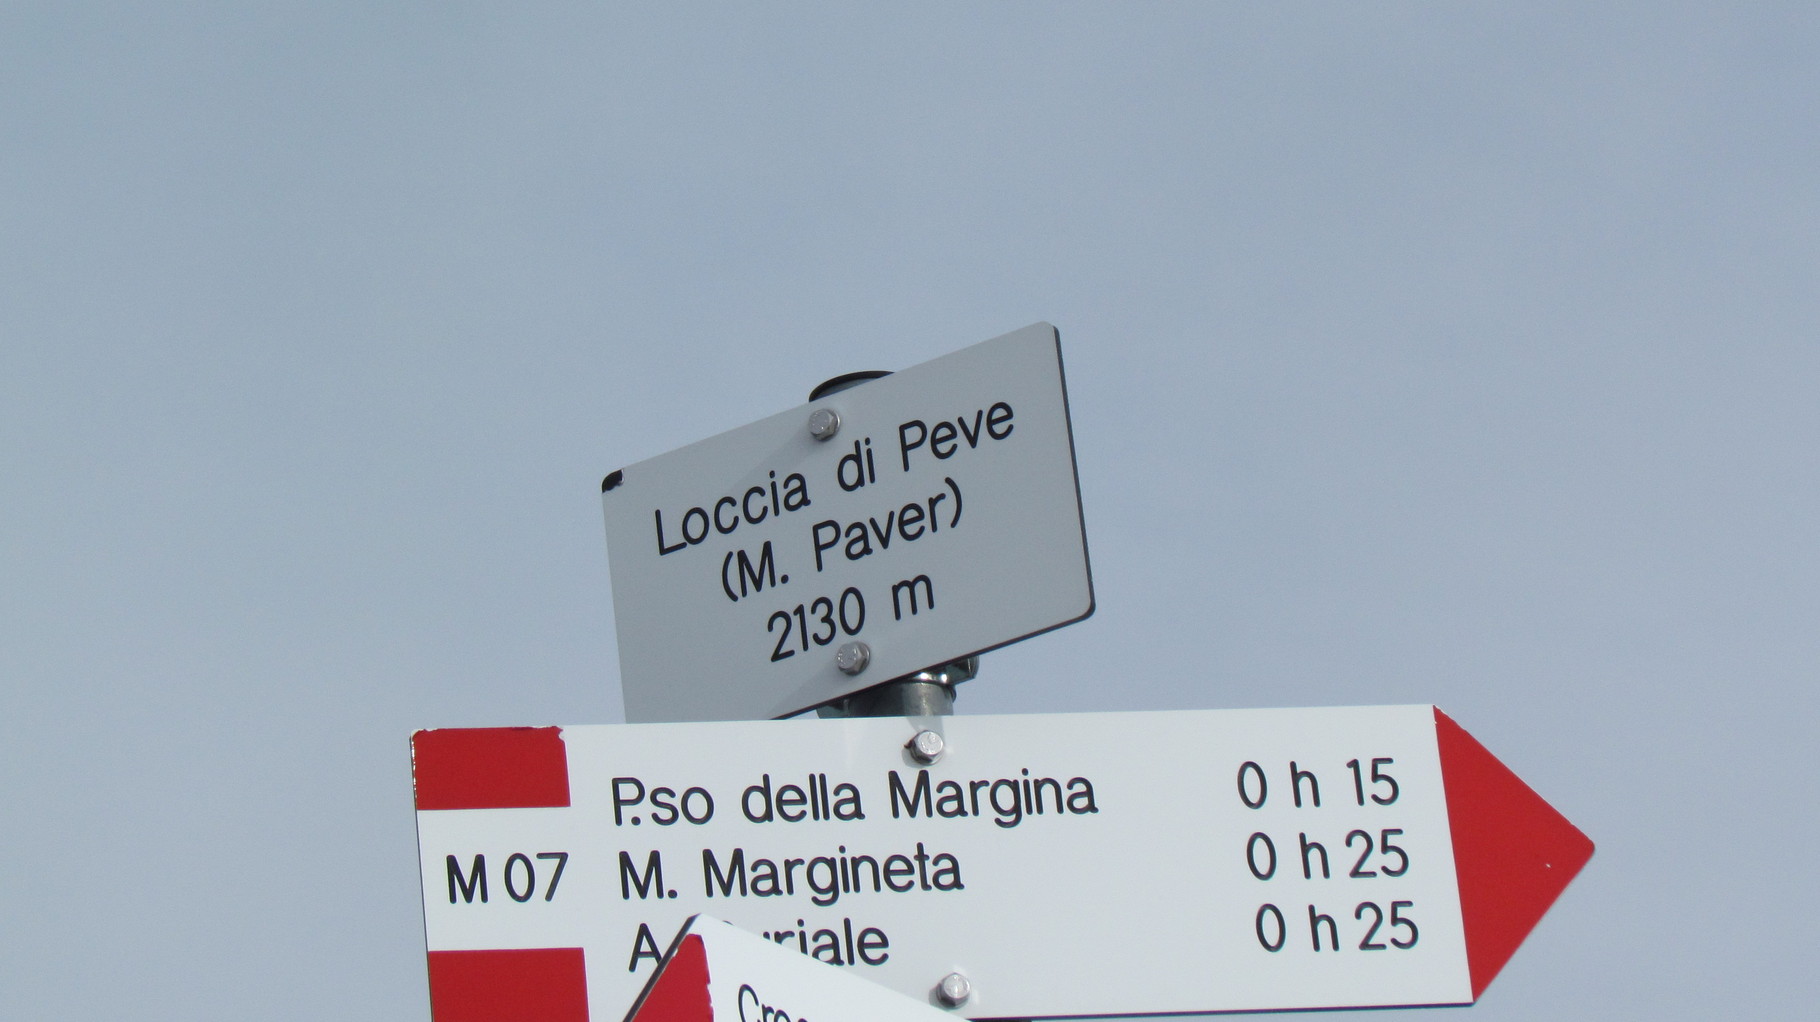 Loccia di Peve
(M. Paver)
2130 m
P.so della Margina 0 h 15
M 07 M. Margineta 0 h 25
0 h 25